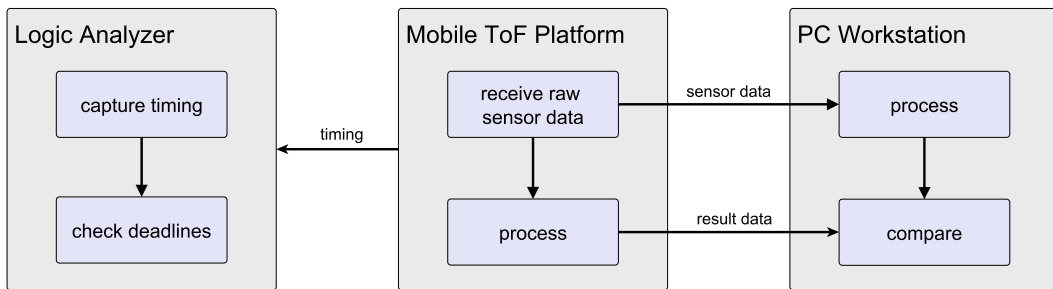 Logic Analyzer
capture timing
check deadlines
timing
Mobile ToF Platform
receive raw
sensor data
process
sensor data
result data
PC Workstation
process
compare